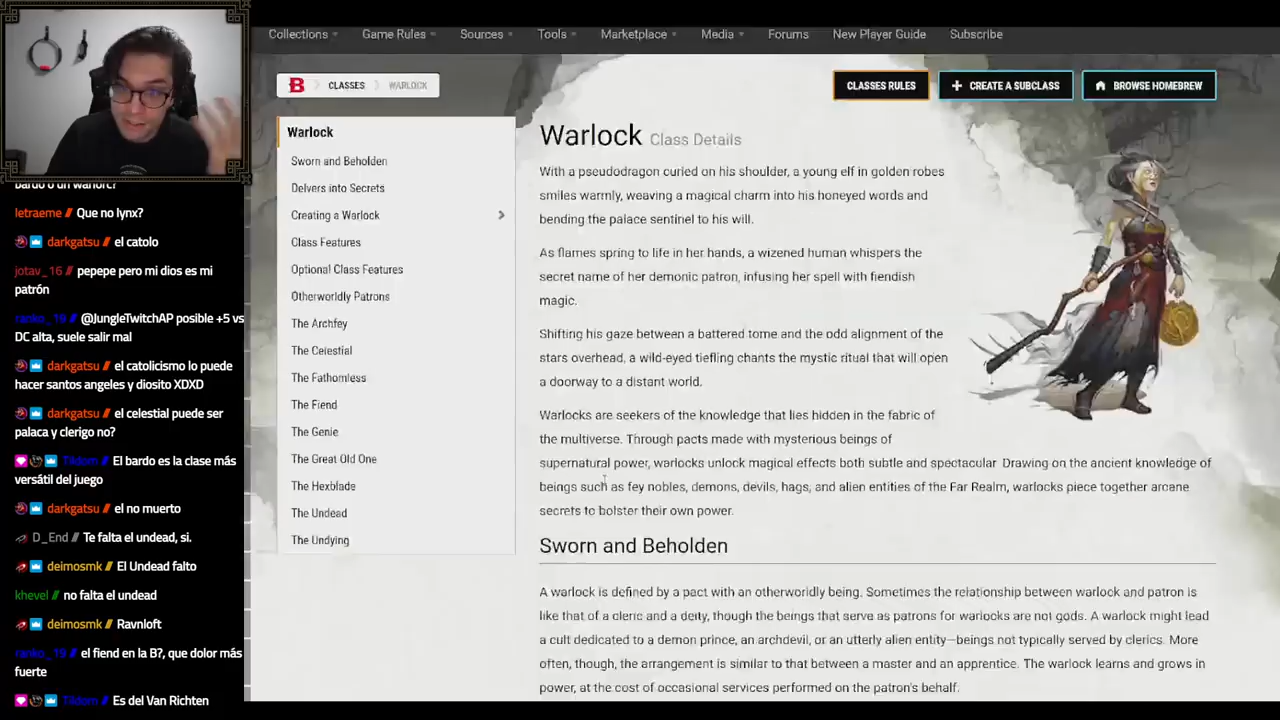 Collections
Game Rules
Sources
Tools
Marketplace
Media
Forums
New Player Guide
Subscribe
B
CLASSES
WARLOCK
CLASSES RULES
CREATE A SUBCLASS
BROWSE HOMEBREW
bardo o un warlorc?
letraeme // Que no lynx?
darkgatsu // el catolo
jotav_16 // pepepe pero mi dios es mi
patrón
ranko_19 // @JungleTwitchAP posible +5 vs
DC alta, suele salir mal
darkgatsu // el catolicismo lo puede
hacer santos angeles y diosito XDXD
darkgatsu // el celestial puede ser
palaca y clerigo no?
Tildem // El bardo es la clase más
versátil del juego
darkgatsu // el no muerto
D_End // Te falta el undead, si.
deimosmk // El Undead falto
khevel // no falta el undead
deimosmk // Ravnloft
ranko_19 // el fiend en la B?, que dolor más
fuerte
Tildem // Es del Van Richten
Warlock
Sworn and Beholden
Delvers into Secrets
Creating a Warlock
Class Features
Optional Class Features
Otherworldly Patrons
The Archfey
The Celestial
The Fathomless
The Fiend
The Genie
The Great Old One
The Hexblade
The Undead
The Undying
Warlock Class Details
With a pseudodragon curled on his shoulder, a young elf in golden robes
smiles warmly, weaving a magical charm into his honeyed words and
bending the palace sentinel to his will.
As flames spring to life in her hands, a wizened human whispers the
secret name of her demonic patron, infusing her spell with fiendish
magic.
Shifting his gaze between a battered tome and the odd alignment of the
stars overhead, a wild-eyed tiefling chants the mystic ritual that will open
a doorway to a distant world.
Warlocks are seekers of the knowledge that lies hidden in the fabric of
the multiverse. Through pacts made with mysterious beings of
supernatural power, warlocks unlock magical effects both subtle and spectacular. Drawing on the ancient knowledge of
beings such as fey nobles, demons, devils, hags, and alien entities of the Far Realm, warlocks piece together arcane
secrets to bolster their own power.
Sworn and Beholden
A warlock is defined by a pact with an otherworldly being. Sometimes the relationship between warlock and patron is
like that of a cleric and a deity, though the beings that serve as patrons for warlocks are not gods. A warlock might lead
a cult dedicated to a demon prince, an archdevil, or an utterly alien entity—beings not typically served by clerics. More
often, though, the arrangement is similar to that between a master and an apprentice. The warlock learns and grows in
power, at the cost of occasional services performed on the patron's behalf.